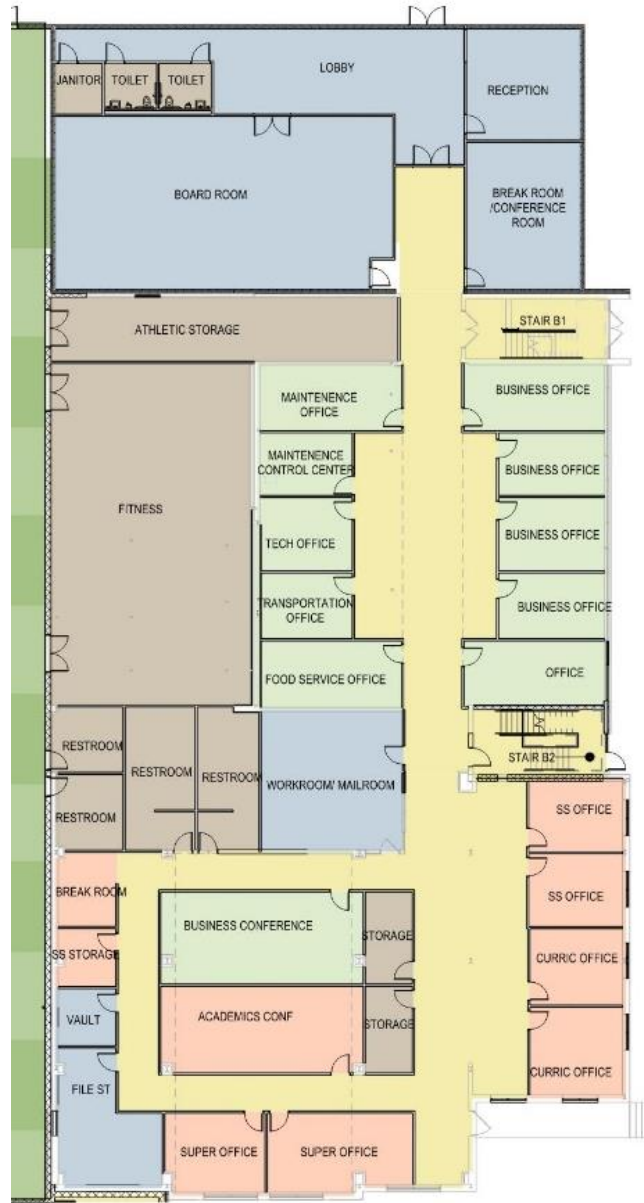 LOBBY
JANITOR
TOILET
TOILET
RECEPTION
BOARD ROOM
BREAK ROOM
/CONFERENCE
ROOM
STAIR B1
ATHLETIC STORAGE
MAINTENENCE
OFFICE
BUSINESS OFFICE
MAINTENENCE
CONTROL CENTER
BUSINESS OFFICE
FITNESS
TECH OFFICE
BUSINESS OFFICE
TRANSPORTATION
OFFICE
BUSINESS OFFICE
FOOD SERVICE OFFICE
OFFICE
RESTROOM
RESTROOM
RESTROOM
WORKROOM/ MAILROOM
STAIR B2
RESTROOM
SS OFFICE
BREAK ROOM
SS OFFICE
BUSINESS CONFERENCE
STORAGE
SS STORAGE
CURRIC OFFICE
VAULT
ACADEMICS CONF
STORAGE
FILE ST
CURRIC OFFICE
SUPER OFFICE
SUPER OFFICE